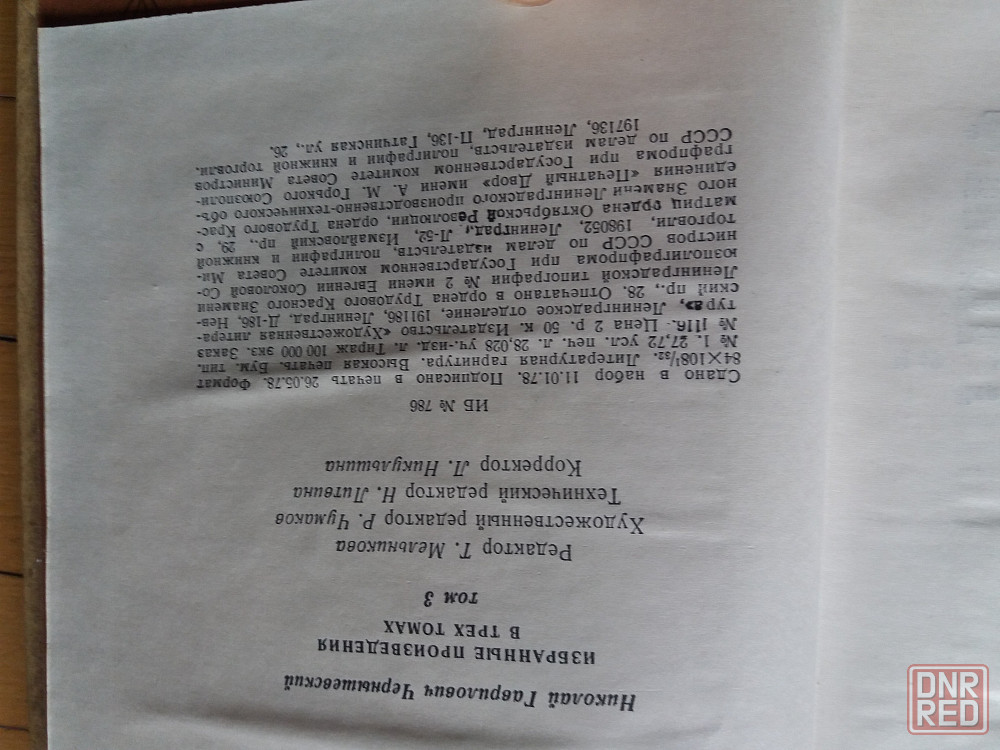 Николай Гаврилович Чернышевский
ИЗБРАННЫЕ ПРОИЗВЕДЕНИЯ
В ТРЕХ ТОМАХ
том 3
Редактор Т. Мельникова
Художественный редактор Р. Чумаков
Технический редактор Н. Литвина
Корректор Л. Никульшина
ИБ № 786
Сдано в набор 11.01.78. Подписано в печать 26.05.78. Формат
84×108¹/₃₂. Литературная гарнитура. Высокая печать. Бум. тип.
№ 1. 27,72 усл. печ. л. 28,028 уч.-изд. л. Тираж 100 000 экз. Заказ
№ Цена 2 р. 50 к. Издательство «Художественная литера-
тура», Ленинградское отделение, 191186, Ленинград, Д-186, Нев-
ский пр., 28. Отпечатано в ордена Трудового Красного Знамени
Ленинградской типографии № 2 имени Евгении Соколовой Со-
юзполиграфпрома при Государственном комитете Совета Ми-
нистров СССР по делам издательств, полиграфии и книжной
торговли, 198052, Ленинград, Л-52, Измайловский пр., 29, с
матриц ордена Октябрьской Революции, ордена Трудового Крас-
ного Знамени Ленинградского производственно-технического объ-
единения «Печатный Двор» имени А. М. Горького Союзполи-
графпрома при Государственном комитете Совета Министров
СССР по делам издательств, полиграфии и книжной торговли.
197136, Ленинград, П-136, Гатчинская ул., 26.
DNR
RED